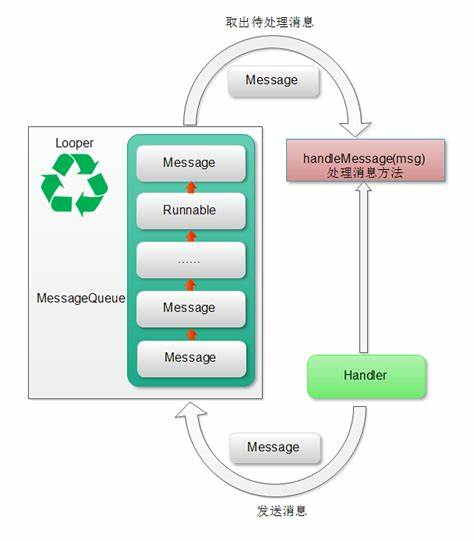 取出待处理消息
Message
Looper
Message
handleMessage(msg)
处理消息方法
Runnable
......
MessageQueue
Message
Message
Handler
Message
发送消息